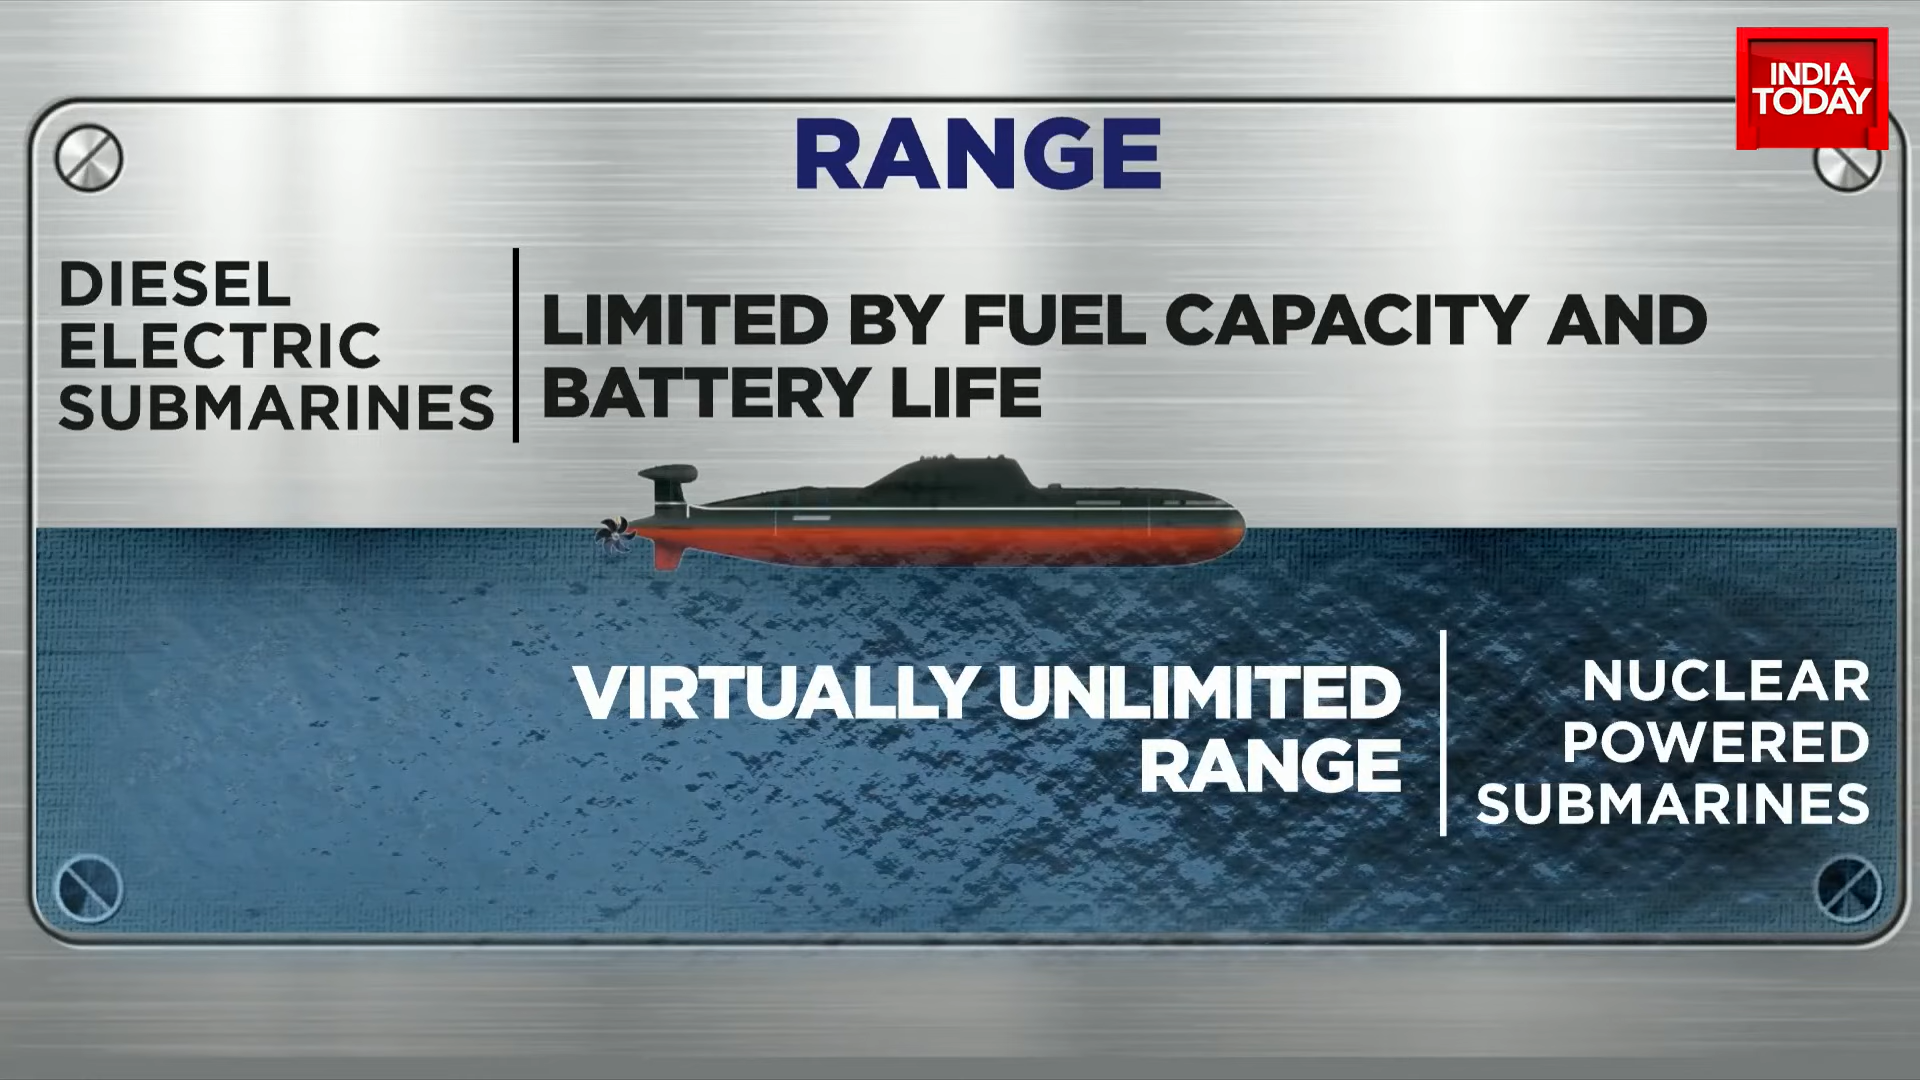 INDIA
TODAY
RANGE
DIESEL
ELECTRIC
SUBMARINES
LIMITED BY FUEL CAPACITY AND
BATTERY LIFE
VIRTUALLY UNLIMITED
RANGE
NUCLEAR
POWERED
SUBMARINES